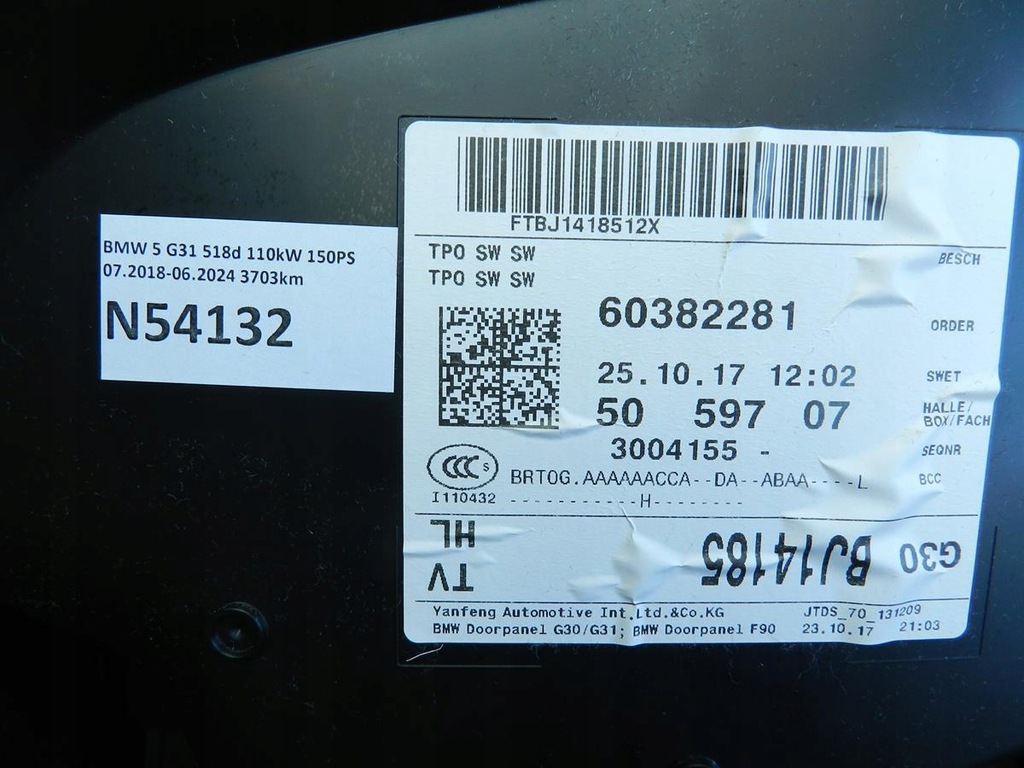 BMW 5 G31 518d 110kW 150PS
07.2018-06.2024 3703km
N54132
FTBJ1418512X
TPO SW SW
TPO SW SW
BESCH
60382281
ORDER
25.10.17 12:02
SWET
50 597 07
HALLE/
BOX/FACH
3004155 -
SEQNR
CCC S
I110432
BRTOG.AAAAAACCA--DA--ABAA----L
BCC
-----------H--------
TV
HL
G30 BJ14185
Yanfeng Automotive Int.Ltd.&Co.KG JTDS_70_131209
BMW Doorpanel G30/G31; BMW Doorpanel F90 23.10.17 21:03